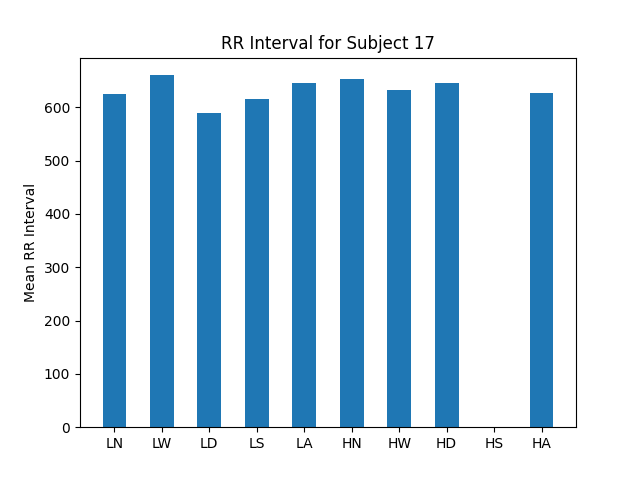 RR Interval for Subject 17
Mean RR Interval
600
500
400
300
200
100
0
LN LW LD LS LA HN HW HD HS HA